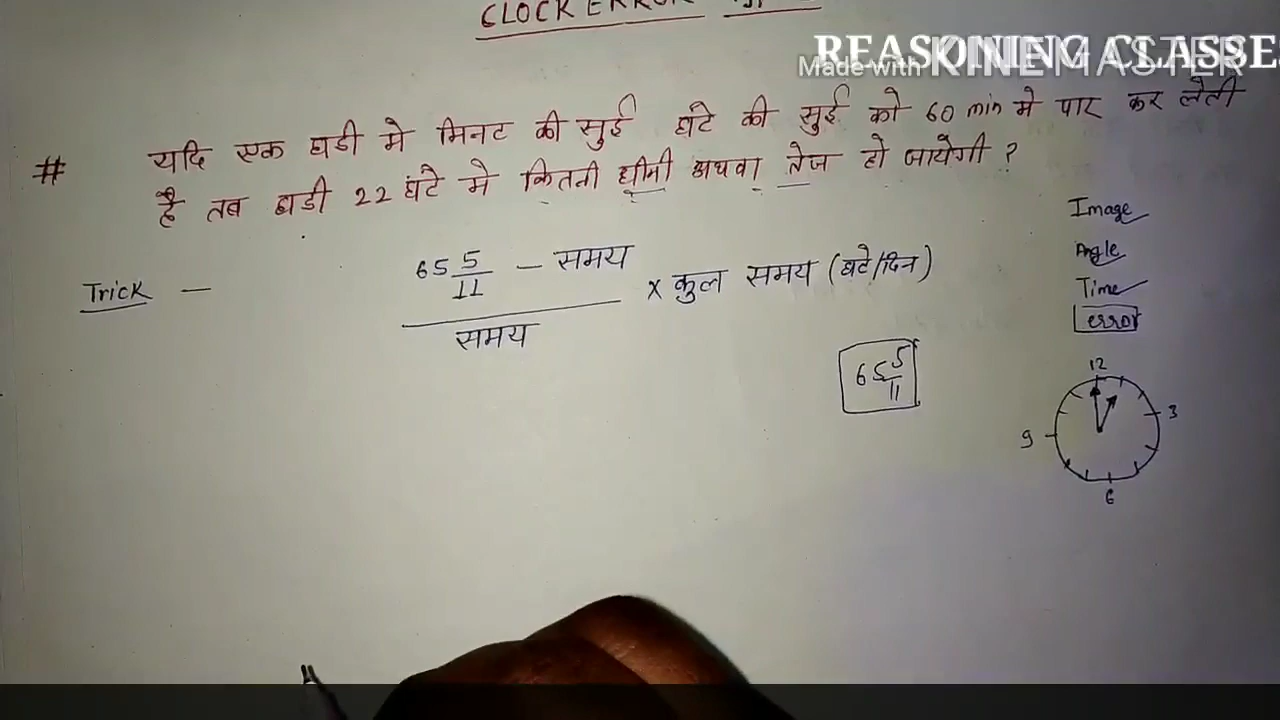 CLOCK ERROR
REASONING CLASSE
Made with KINEMASTER
# यदि एक घडी मे मिनट की सुई घंटे की सुई को 60 min मे पार कर लेती
है तब घडी 22 घंटे मे कितनी धीमी अथवा तेज हो जायेगी ?
Image
Angle
Time
error
Trick — 65 5/11 — समय
समय
× कुल समय (घंटे/दिन)
65 5/11
12
3
6
9